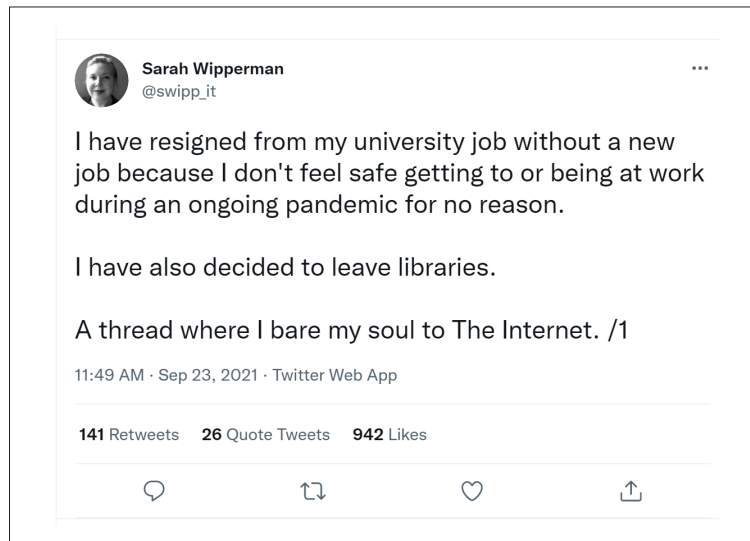 Sarah Wipperman
@swipp_it
I have resigned from my university job without a new
job because I don't feel safe getting to or being at work
during an ongoing pandemic for no reason.
I have also decided to leave libraries.
A thread where I bare my soul to The Internet. /1
11:49 AM · Sep 23, 2021 · Twitter Web App
141 Retweets 26 Quote Tweets 942 Likes